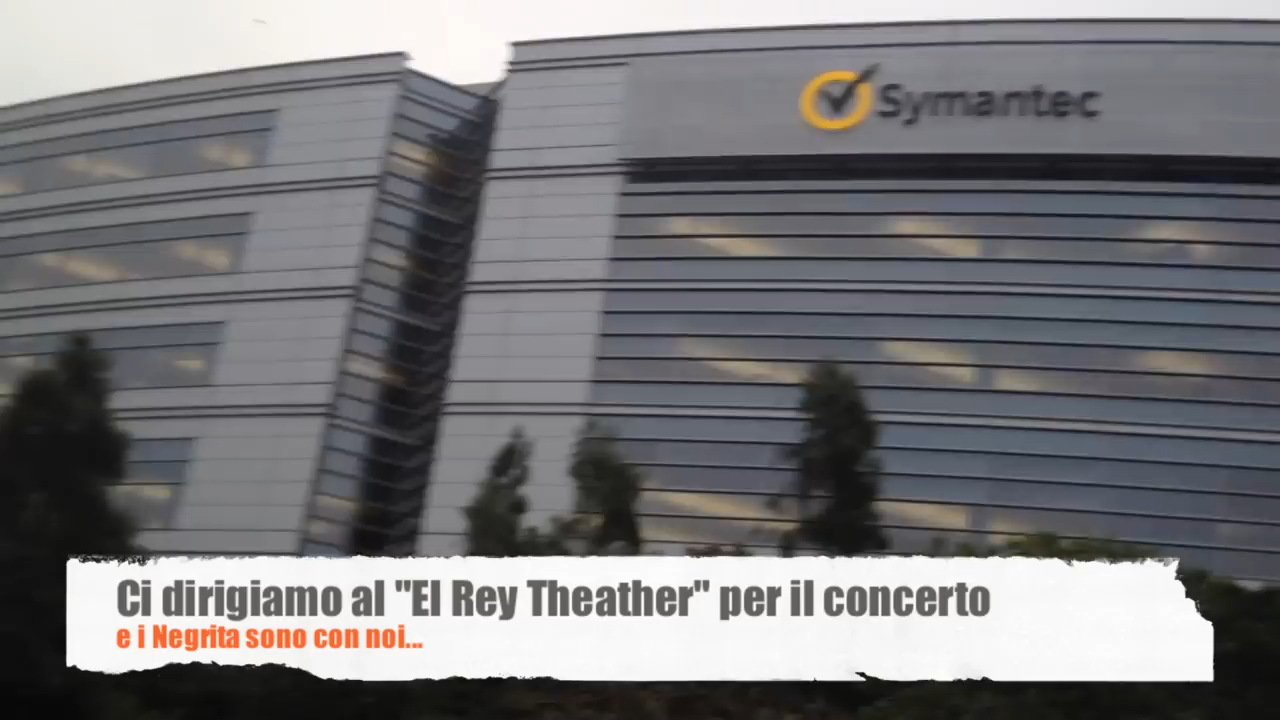 Symantec
Ci dirigiamo al "El Rey Theather" per il concerto
e i Negrita sono con noi...